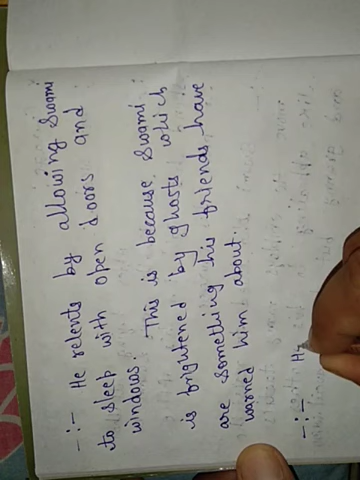 -:- He relents by allowing Swami
to sleep with open doors and
windows. This is because Swami
is frightened by ghosts which
are something his friends have
warned him about.
-:- H